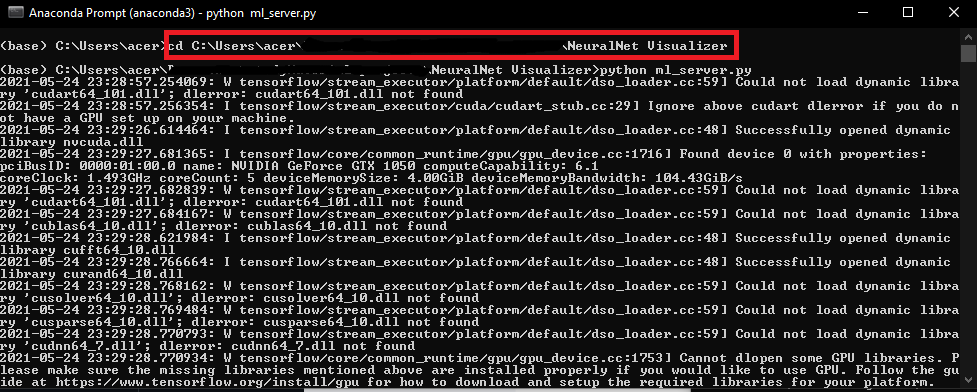 Anaconda Prompt (anaconda3) - python  ml_server.py
(base) C:\Users\acer>cd C:\Users\acer\ \NeuralNet Visualizer
(base) C:\Users\acer\ \NeuralNet Visualizer>python ml_server.py
2021-05-24 23:28:57.254069: W tensorflow/stream_executor/platform/default/dso_loader.cc:59] Could not load dynamic libra
ry 'cudart64_101.dll'; dlerror: cudart64_101.dll not found
2021-05-24 23:28:57.256354: I tensorflow/stream_executor/cuda/cudart_stub.cc:29] Ignore above cudart dlerror if you do n
ot have a GPU set up on your machine.
2021-05-24 23:29:26.614464: I tensorflow/stream_executor/platform/default/dso_loader.cc:48] Successfully opened dynamic
library nvcuda.dll
2021-05-24 23:29:27.681365: I tensorflow/core/common_runtime/gpu/gpu_device.cc:1716] Found device 0 with properties:
pciBusID: 0000:01:00.0 name: NVIDIA GeForce GTX 1050 computeCapability: 6.1
coreClock: 1.493GHz coreCount: 5 deviceMemorySize: 4.00GiB deviceMemoryBandwidth: 104.43GiB/s
2021-05-24 23:29:27.682839: W tensorflow/stream_executor/platform/default/dso_loader.cc:59] Could not load dynamic libra
ry 'cudart64_101.dll'; dlerror: cudart64_101.dll not found
2021-05-24 23:29:27.684167: W tensorflow/stream_executor/platform/default/dso_loader.cc:59] Could not load dynamic libra
ry 'cublas64_10.dll'; dlerror: cublas64_10.dll not found
2021-05-24 23:29:28.621984: I tensorflow/stream_executor/platform/default/dso_loader.cc:48] Successfully opened dynamic
library cufft64_10.dll
2021-05-24 23:29:28.766664: I tensorflow/stream_executor/platform/default/dso_loader.cc:48] Successfully opened dynamic
library curand64_10.dll
2021-05-24 23:29:28.768162: W tensorflow/stream_executor/platform/default/dso_loader.cc:59] Could not load dynamic libra
ry 'cusolver64_10.dll'; dlerror: cusolver64_10.dll not found
2021-05-24 23:29:28.769484: W tensorflow/stream_executor/platform/default/dso_loader.cc:59] Could not load dynamic libra
ry 'cusparse64_10.dll'; dlerror: cusparse64_10.dll not found
2021-05-24 23:29:28.770793: W tensorflow/stream_executor/platform/default/dso_loader.cc:59] Could not load dynamic libra
ry 'cudnn64_7.dll'; dlerror: cudnn64_7.dll not found
2021-05-24 23:29:28.770934: W tensorflow/core/common_runtime/gpu/gpu_device.cc:1753] Cannot dlopen some GPU libraries. P
lease make sure the missing libraries mentioned above are installed properly if you would like to use GPU. Follow the gu
ide at https://www.tensorflow.org/install/gpu for how to download and setup the required libraries for your platform.